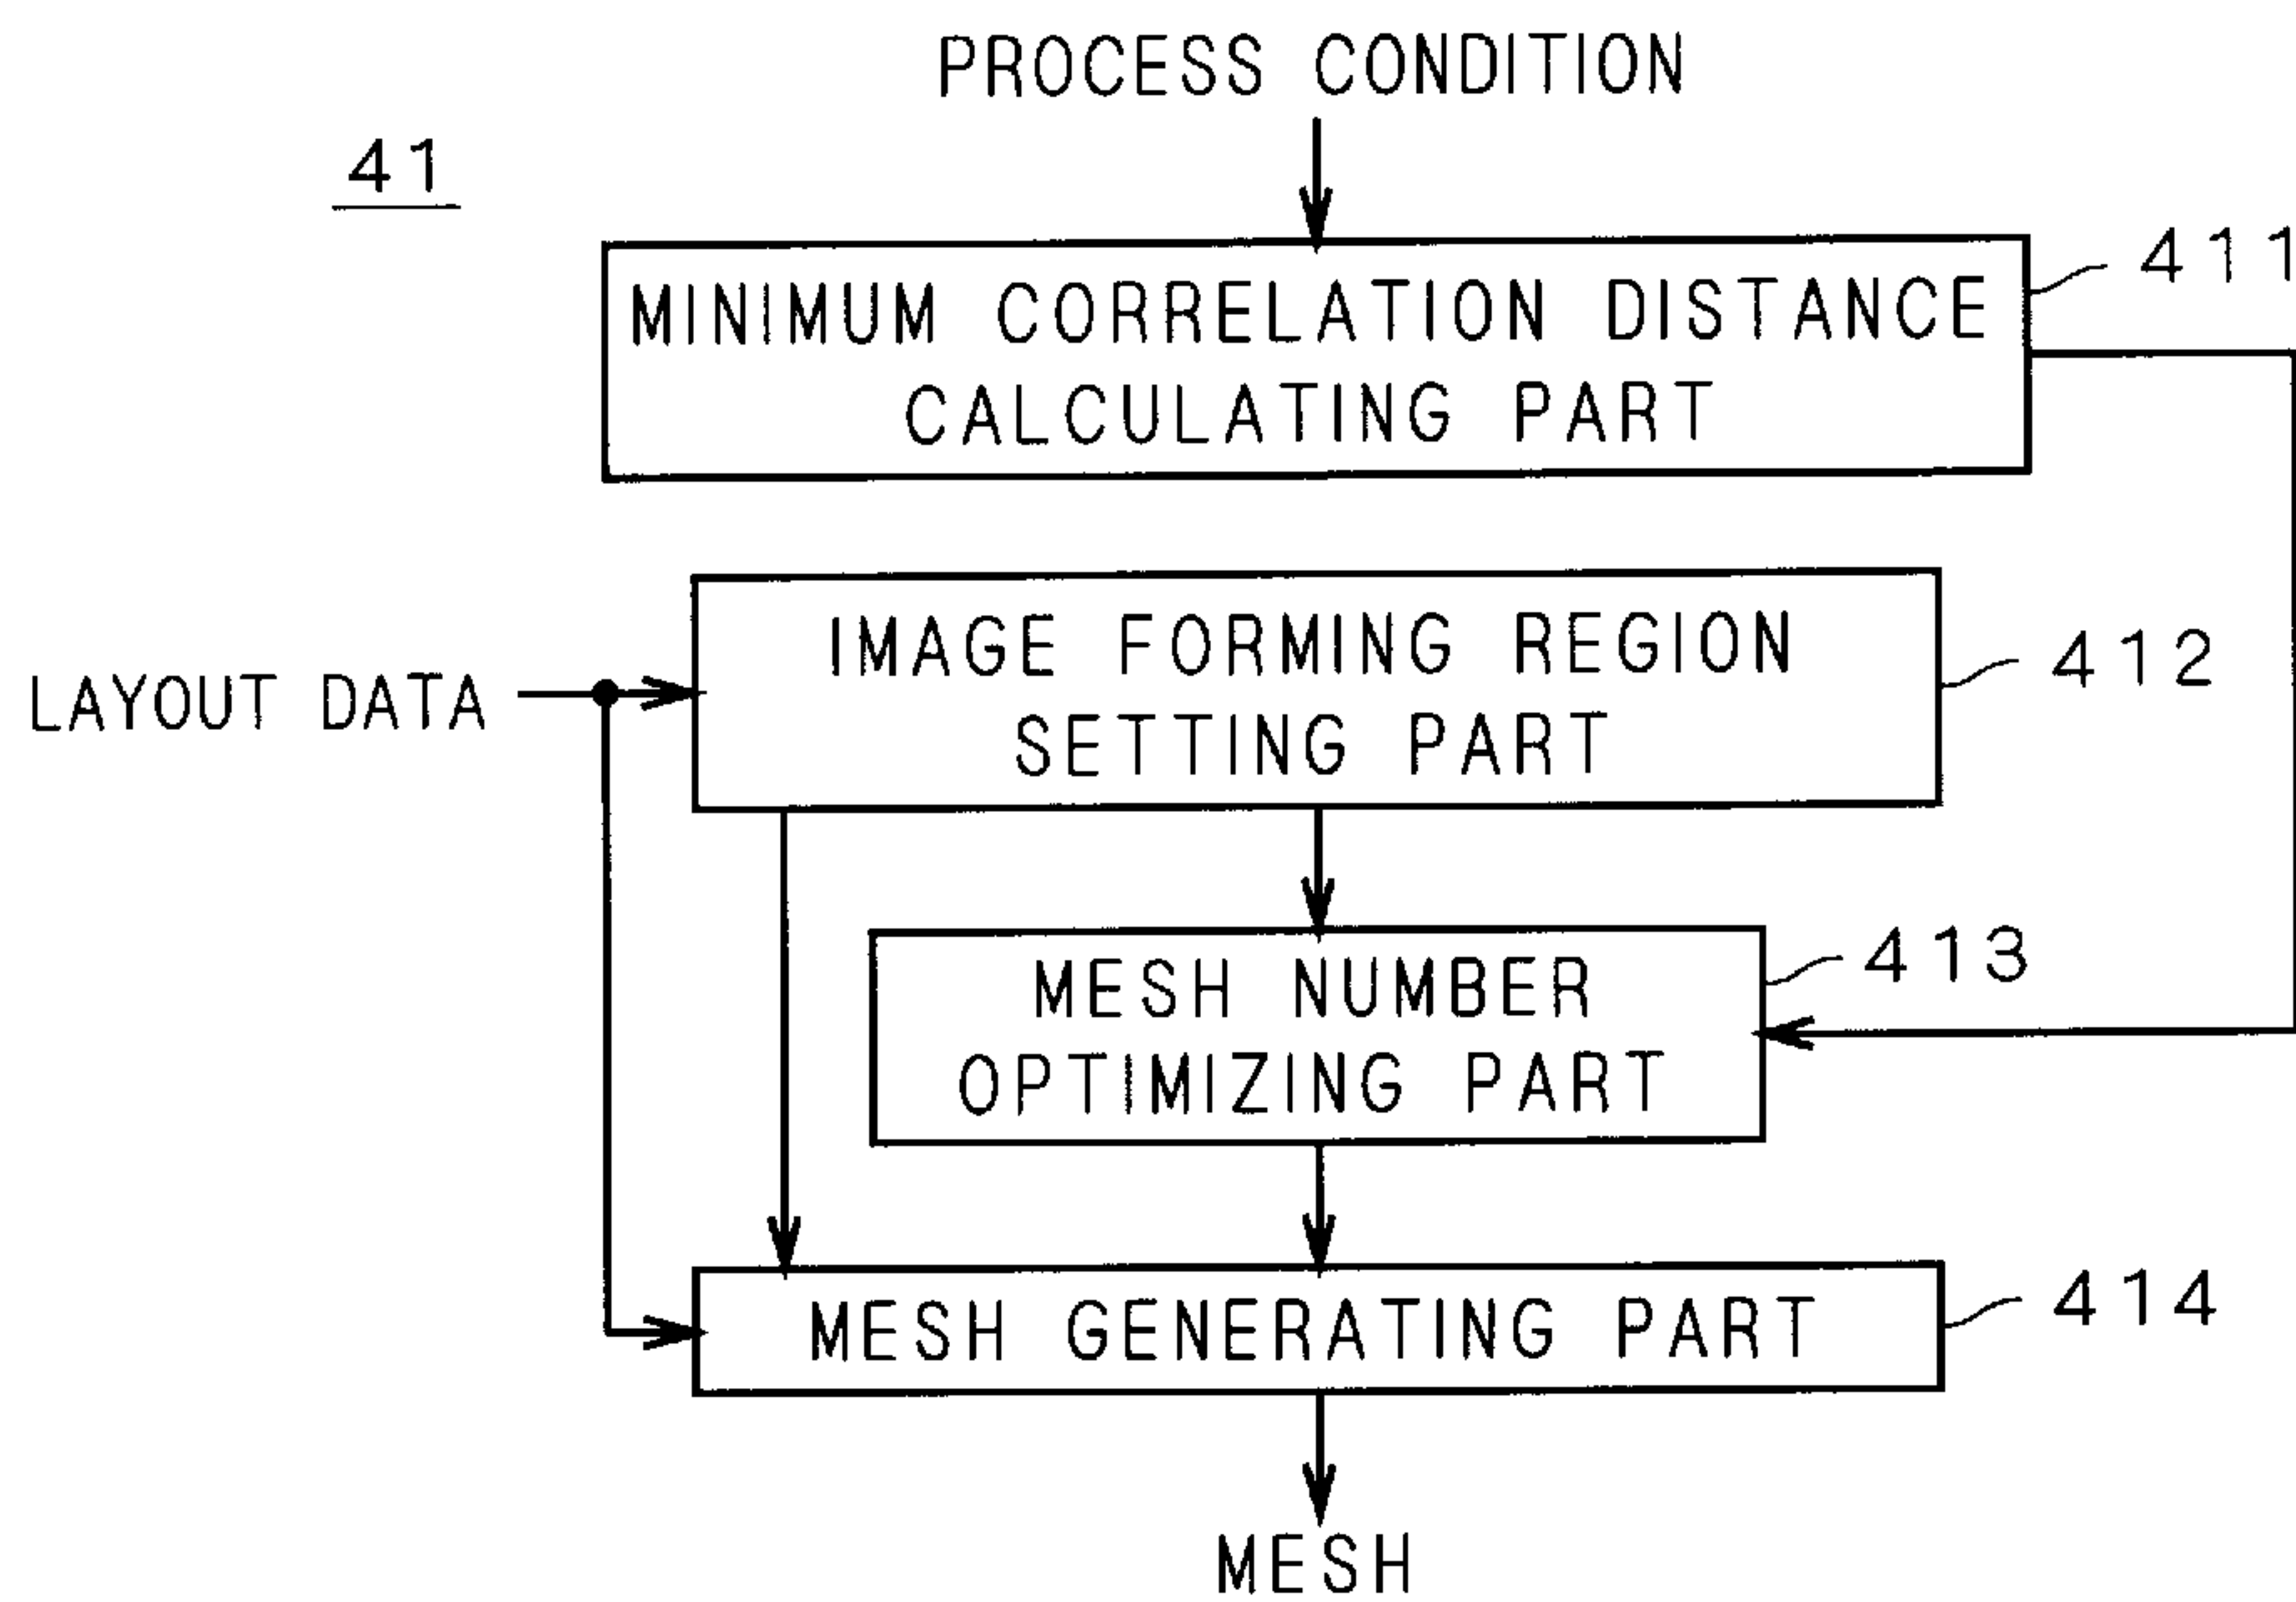 PROCESS CONDITION
41
411
MINIMUM CORRELATION DISTANCE
CALCULATING PART
IMAGE FORMING REGION
412
LAYOUT DATA
SETTING PART
413
MESH NUMBER
OPTIMIZING PART
414
MESH GENERATING PART
MESH